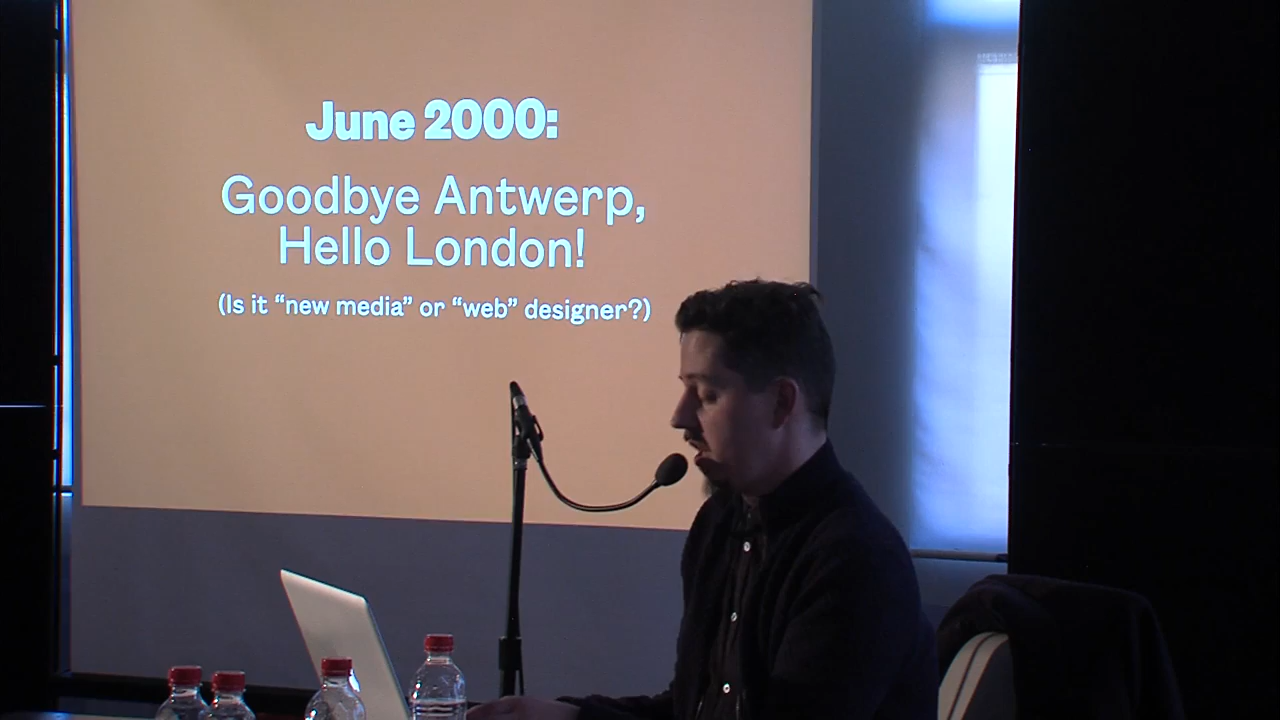 June 2000:
Goodbye Antwerp,
Hello London!
(Is it “new media” or “web” designer?)